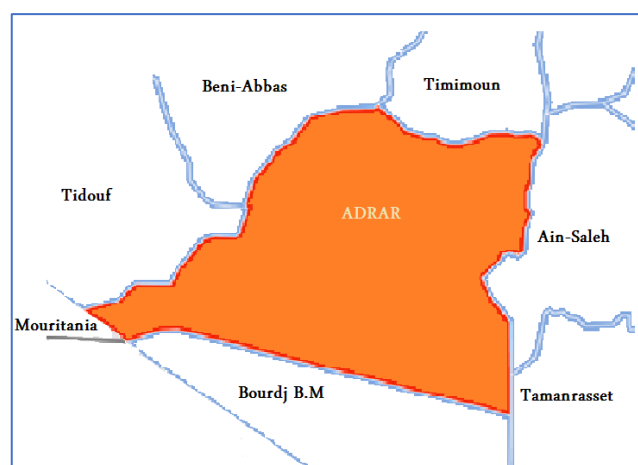 Beni-Abbas
Timimoun
Tidouf
ADRAR
Ain-Saleh
Mouritania
Bourdj B.M
Tamanrasset